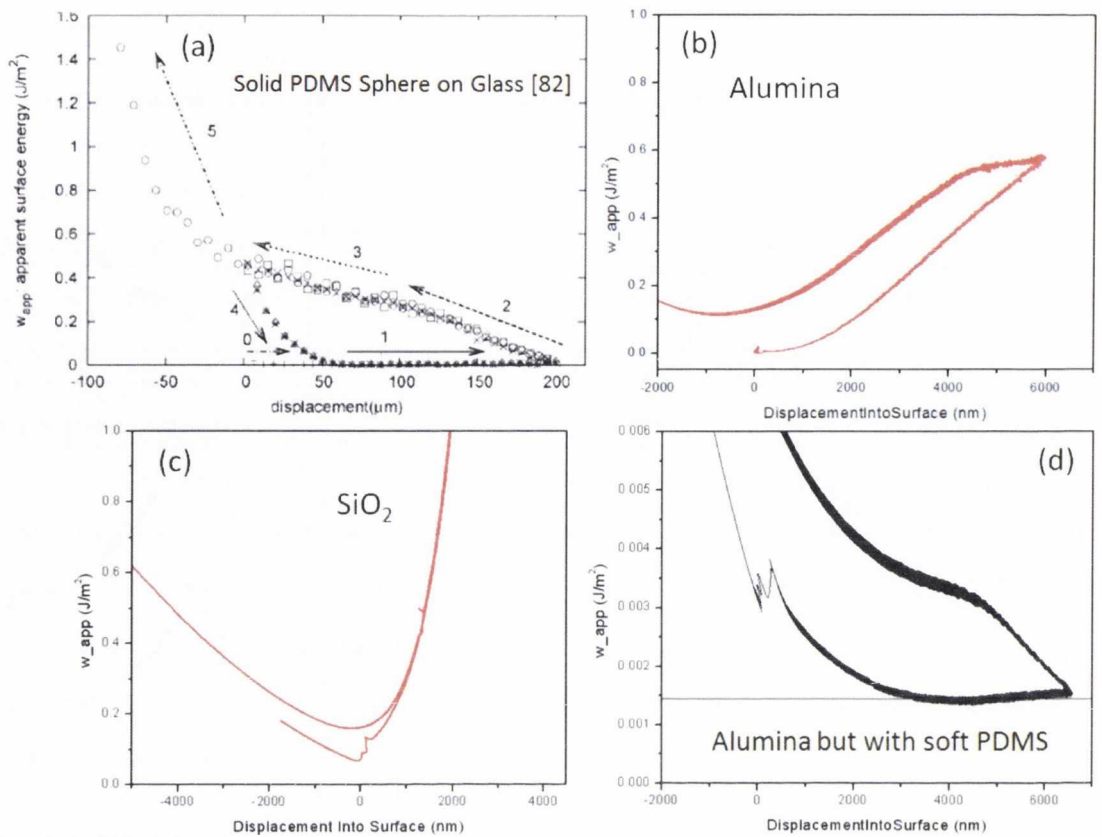 (a)
Solid PDMS Sphere on Glass [82]
w_app. apparent surface energy (J/m²)
1.6
1.4
1.2
1
0.8
0.6
0.4
0.2
0
5
3
2
4
0
1
-100 -50 0 50 100 150 200
displacement(μm)
(b)
Alumina
w_app (J/m²)
1.0
0.8
0.6
0.4
0.2
0.0
-2000 0 2000 4000 6000
DisplacementIntoSurface (nm)
(c)
SiO₂
w_app (J/m²)
1.0
0.8
0.6
0.4
0.2
0.0
-4000 -2000 0 2000 4000
Displacement Into Surface (nm)
(d)
w_app (J/m²)
0.006
0.005
0.004
0.003
0.002
0.001
0.000
Alumina but with soft PDMS
-2000 0 2000 4000 6000
DisplacementIntoSurface (nm)